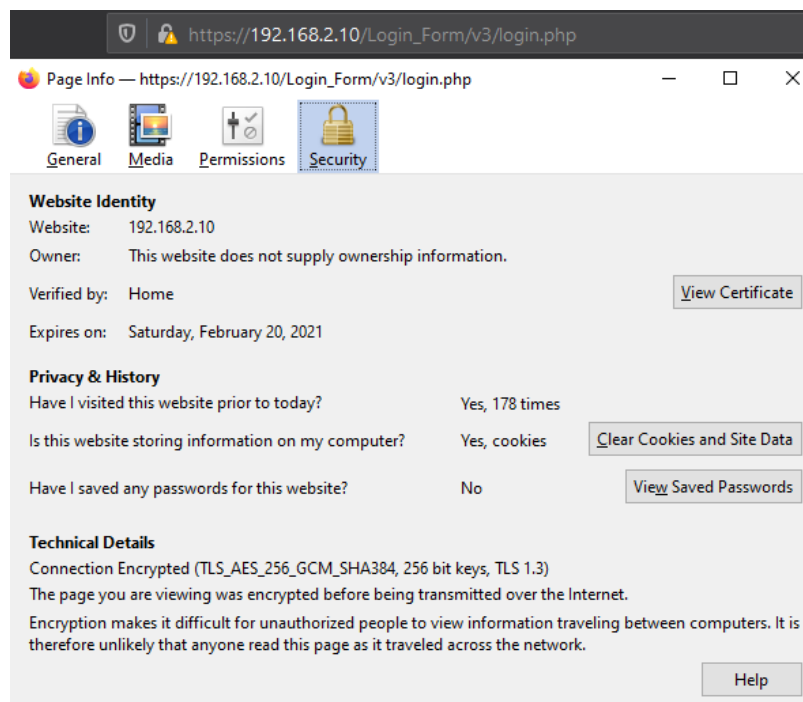 https://192.168.2.10/Login_Form/v3/login.php
Page Info — https://192.168.2.10/Login_Form/v3/login.php
General Media Permissions Security
Website Identity
Website: 192.168.2.10
Owner: This website does not supply ownership information.
Verified by: Home View Certificate
Expires on: Saturday, February 20, 2021
Privacy & History
Have I visited this website prior to today? Yes, 178 times
Is this website storing information on my computer? Yes, cookies Clear Cookies and Site Data
Have I saved any passwords for this website? No View Saved Passwords
Technical Details
Connection Encrypted (TLS_AES_256_GCM_SHA384, 256 bit keys, TLS 1.3)
The page you are viewing was encrypted before being transmitted over the Internet.
Encryption makes it difficult for unauthorized people to view information traveling between computers. It is
therefore unlikely that anyone read this page as it traveled across the network.
Help